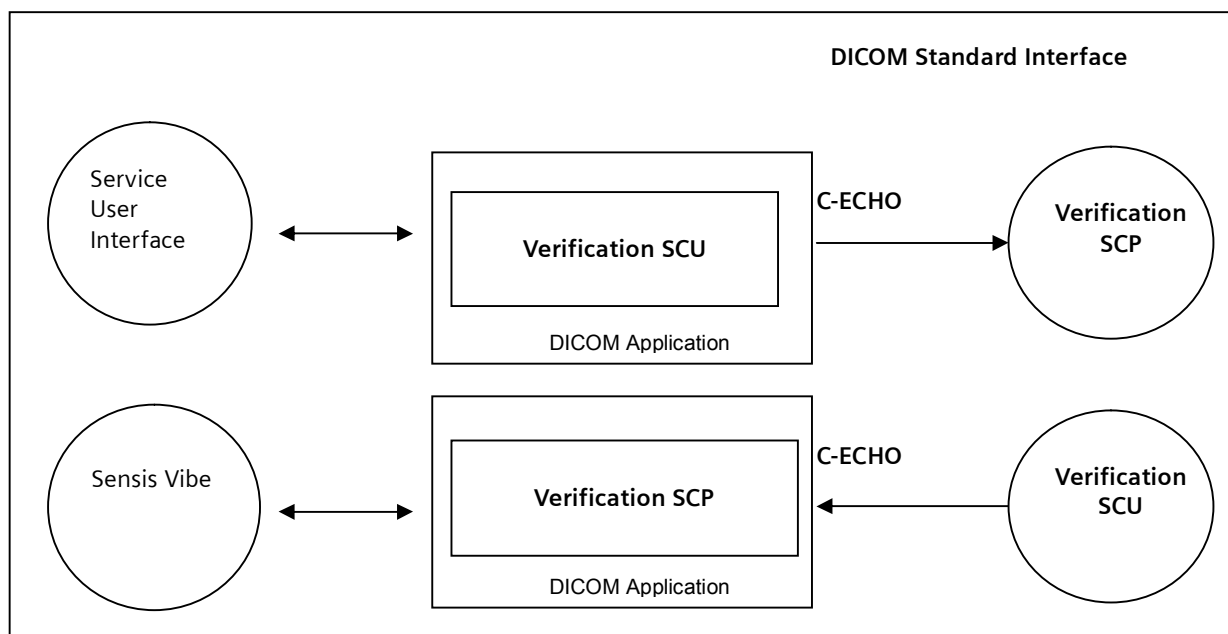 DICOM Standard Interface
Service
User
Interface
Verification SCU
DICOM Application
C-ECHO
Verification
SCP
Sensis Vibe
Verification SCP
DICOM Application
C-ECHO
Verification
SCU